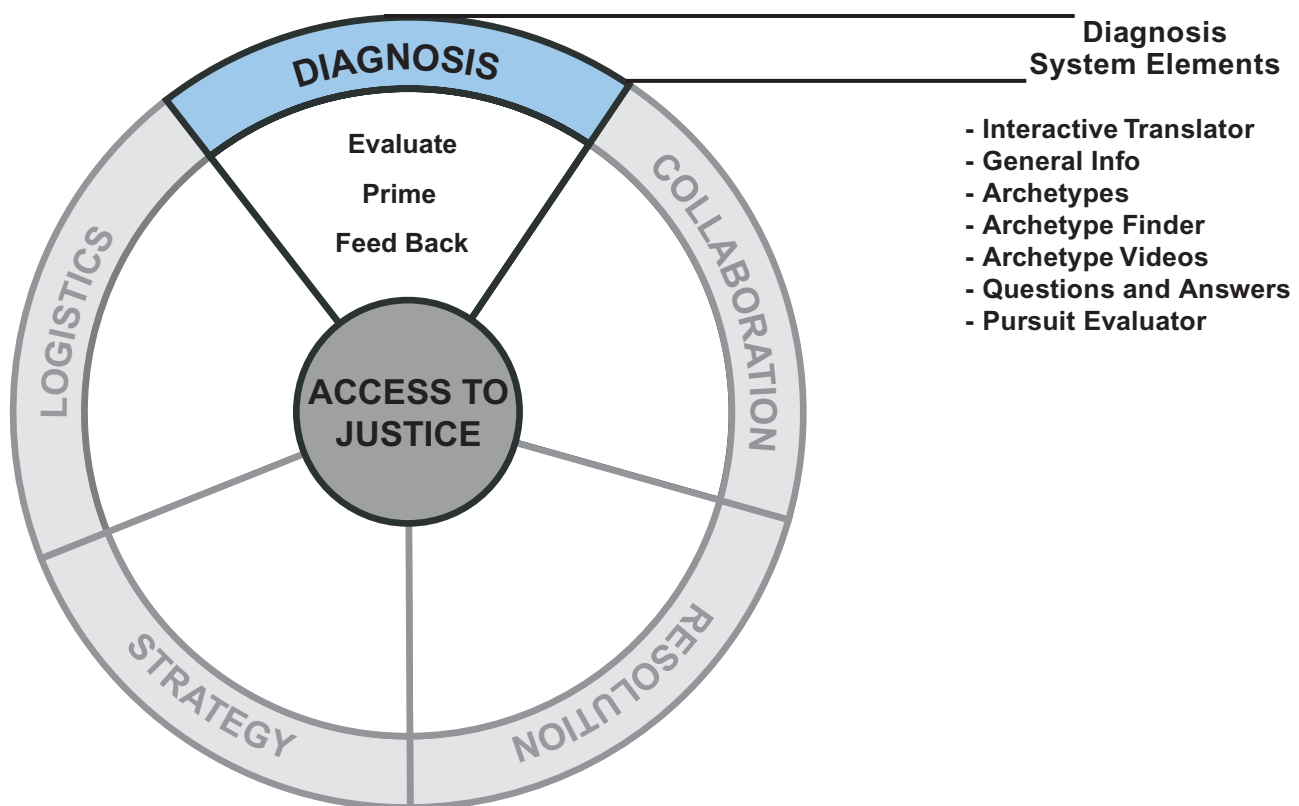 DIAGNOSIS
Evaluate
Prime
Feed Back
ACCESS TO
JUSTICE
COLLABORATION
RESOLUTION
STRATEGY
LOGISTICS
Diagnosis
System Elements
- Interactive Translator
- General Info
- Archetypes
- Archetype Finder
- Archetype Videos
- Questions and Answers
- Pursuit Evaluator